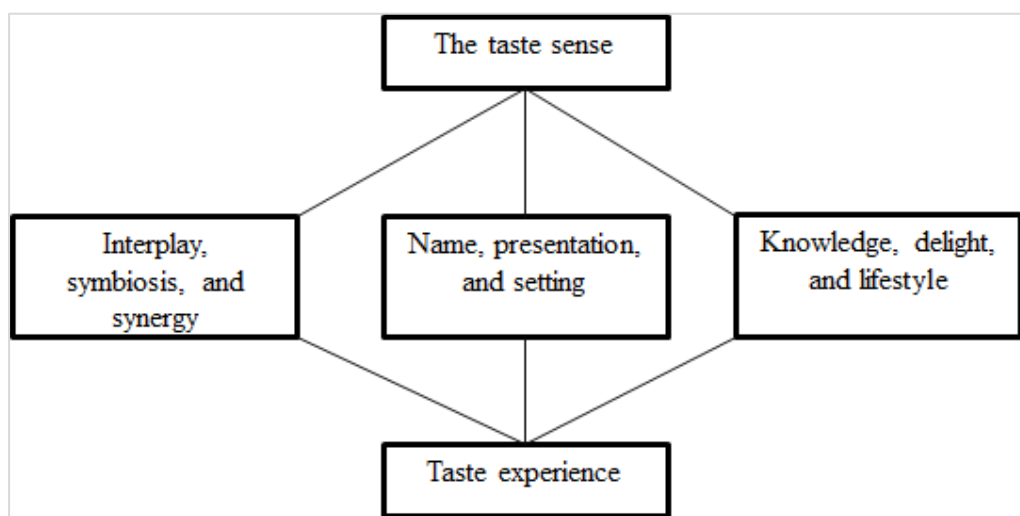 The taste sense
Interplay,
symbiosis, and
synergy
Name, presentation,
and setting
Knowledge, delight,
and lifestyle
Taste experience